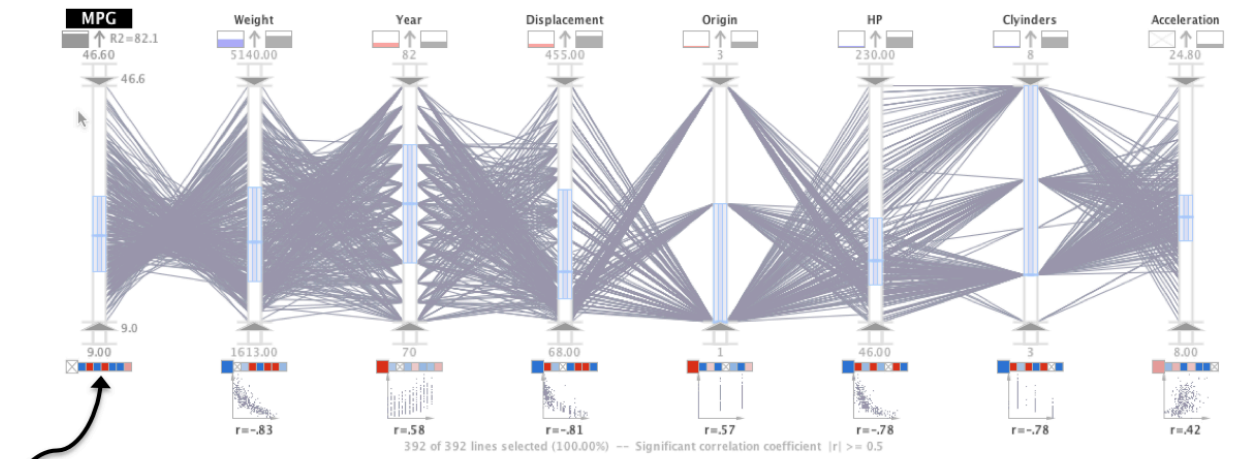 MPG Weight Year Displacement Origin HP Clyinders Acceleration
R2=82.1
46.60 5140.00 82 455.00 3 230.00 8 24.80
46.6
9.0
9.00 1613.00 70 68.00 1 46.00 3 8.00
r=-.83 r=.58 r=-.81 r=.57 r=-.78 r=-.78 r=.42
392 of 392 lines selected (100.00%) -- Significant correlation coefficient |r| >= 0.5